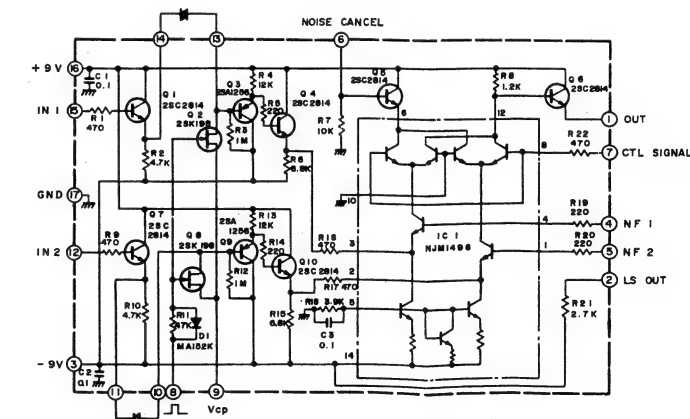 NOISE CANCEL
14
13
6
+9V
16
C1
0.1
IN 1
15
R1
470
Q1
2SC2814
Q2
2SK198
R2
4.7K
Q3
2SA1256
R4
12K
R5
220
R3
1M
Q4
2SC2814
R6
6.8K
Q5
2SC2814
R7
10K
6
R8
1.2K
12
Q6
2SC2814
1
OUT
8
R22
470
7
CTL SIGNAL
GND
17
10
Q7
2SC
2814
IN2
12
R9
470
Q8
2SK198
2SA
1256
Q9
R13
12K
R14
220
R12
1M
Q10
2SC2814
R16
470
3
2
R17 470
R18 3.9K
5
C3
0.1
IC 1
NJM1496
4
R19
220
4
NF 1
1
R20
220
5
NF 2
2
LS OUT
R21
2.7K
R10
4.7K
R11
47K
D1
MA152K
R15
6.8K
14
-9V
3
C2
0.1
11
10
8
9
Vcp